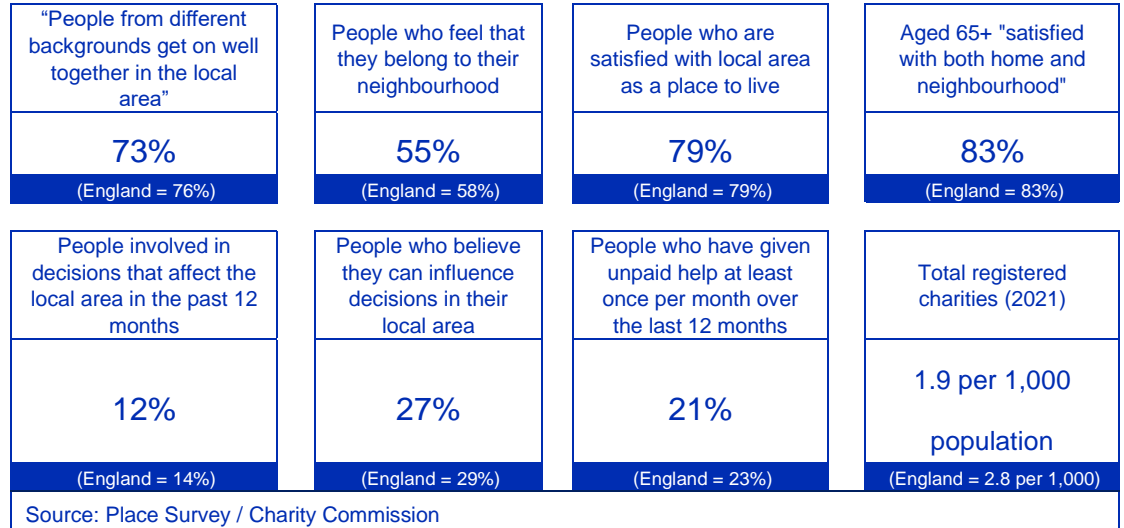 “People from different
backgrounds get on well
together in the local
area”
73%
(England = 76%)
People who feel that
they belong to their
neighbourhood
55%
(England = 58%)
People who are
satisfied with local area
as a place to live
79%
(England = 79%)
Aged 65+ "satisfied
with both home and
neighbourhood"
83%
(England = 83%)
People involved in
decisions that affect the
local area in the past 12
months
12%
(England = 14%)
People who believe
they can influence
decisions in their
local area
27%
(England = 29%)
People who have given
unpaid help at least
once per month over
the last 12 months
21%
(England = 23%)
Total registered
charities (2021)
1.9 per 1,000
population
(England = 2.8 per 1,000)
Source: Place Survey / Charity Commission